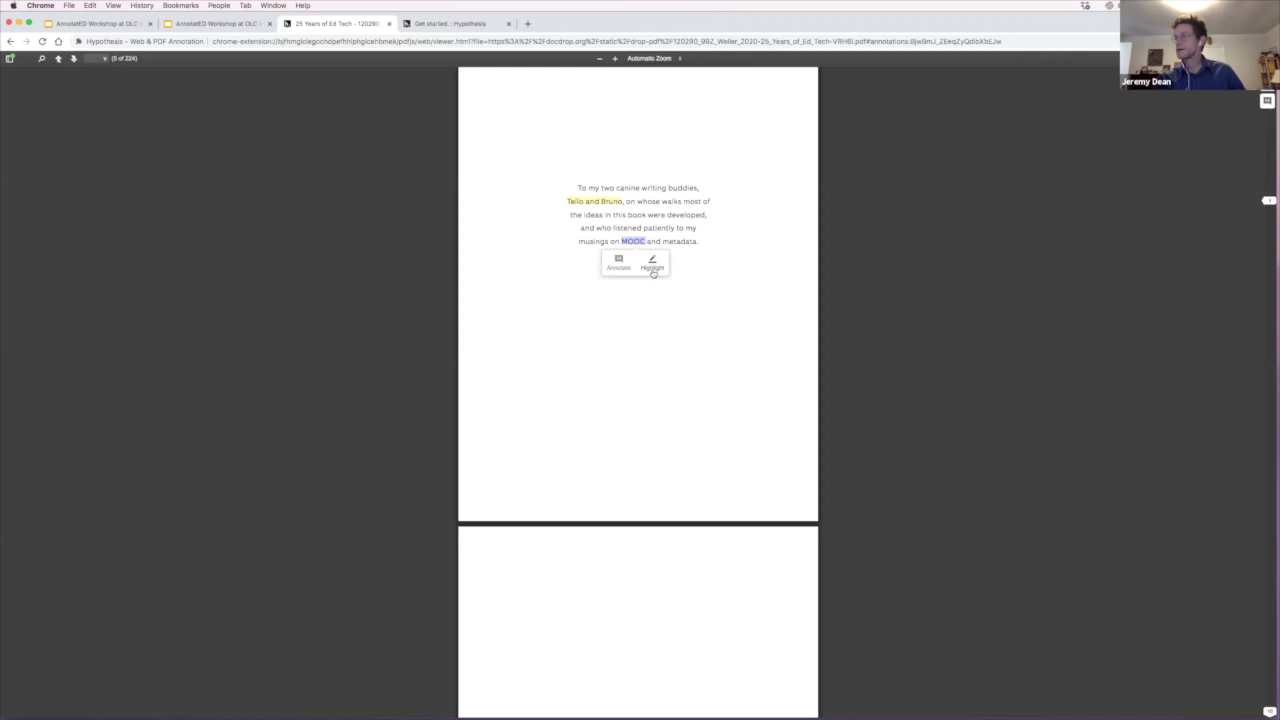 Chrome File Edit View History Bookmarks People Tab Window Help
AnnotatED Workshop at OLC
AnnotatED Workshop at OLC
25 Years of Ed Tech - 120290
Get started. : Hypothesis
Hypothesis - Web & PDF Annotation
(5 of 224)
Automatic Zoom
Jeremy Dean
To my two canine writing buddies,
Teilo and Bruno, on whose walks most of
the ideas in this book were developed,
and who listened patiently to my
musings on MOOC and metadata.
Annotate Highlight